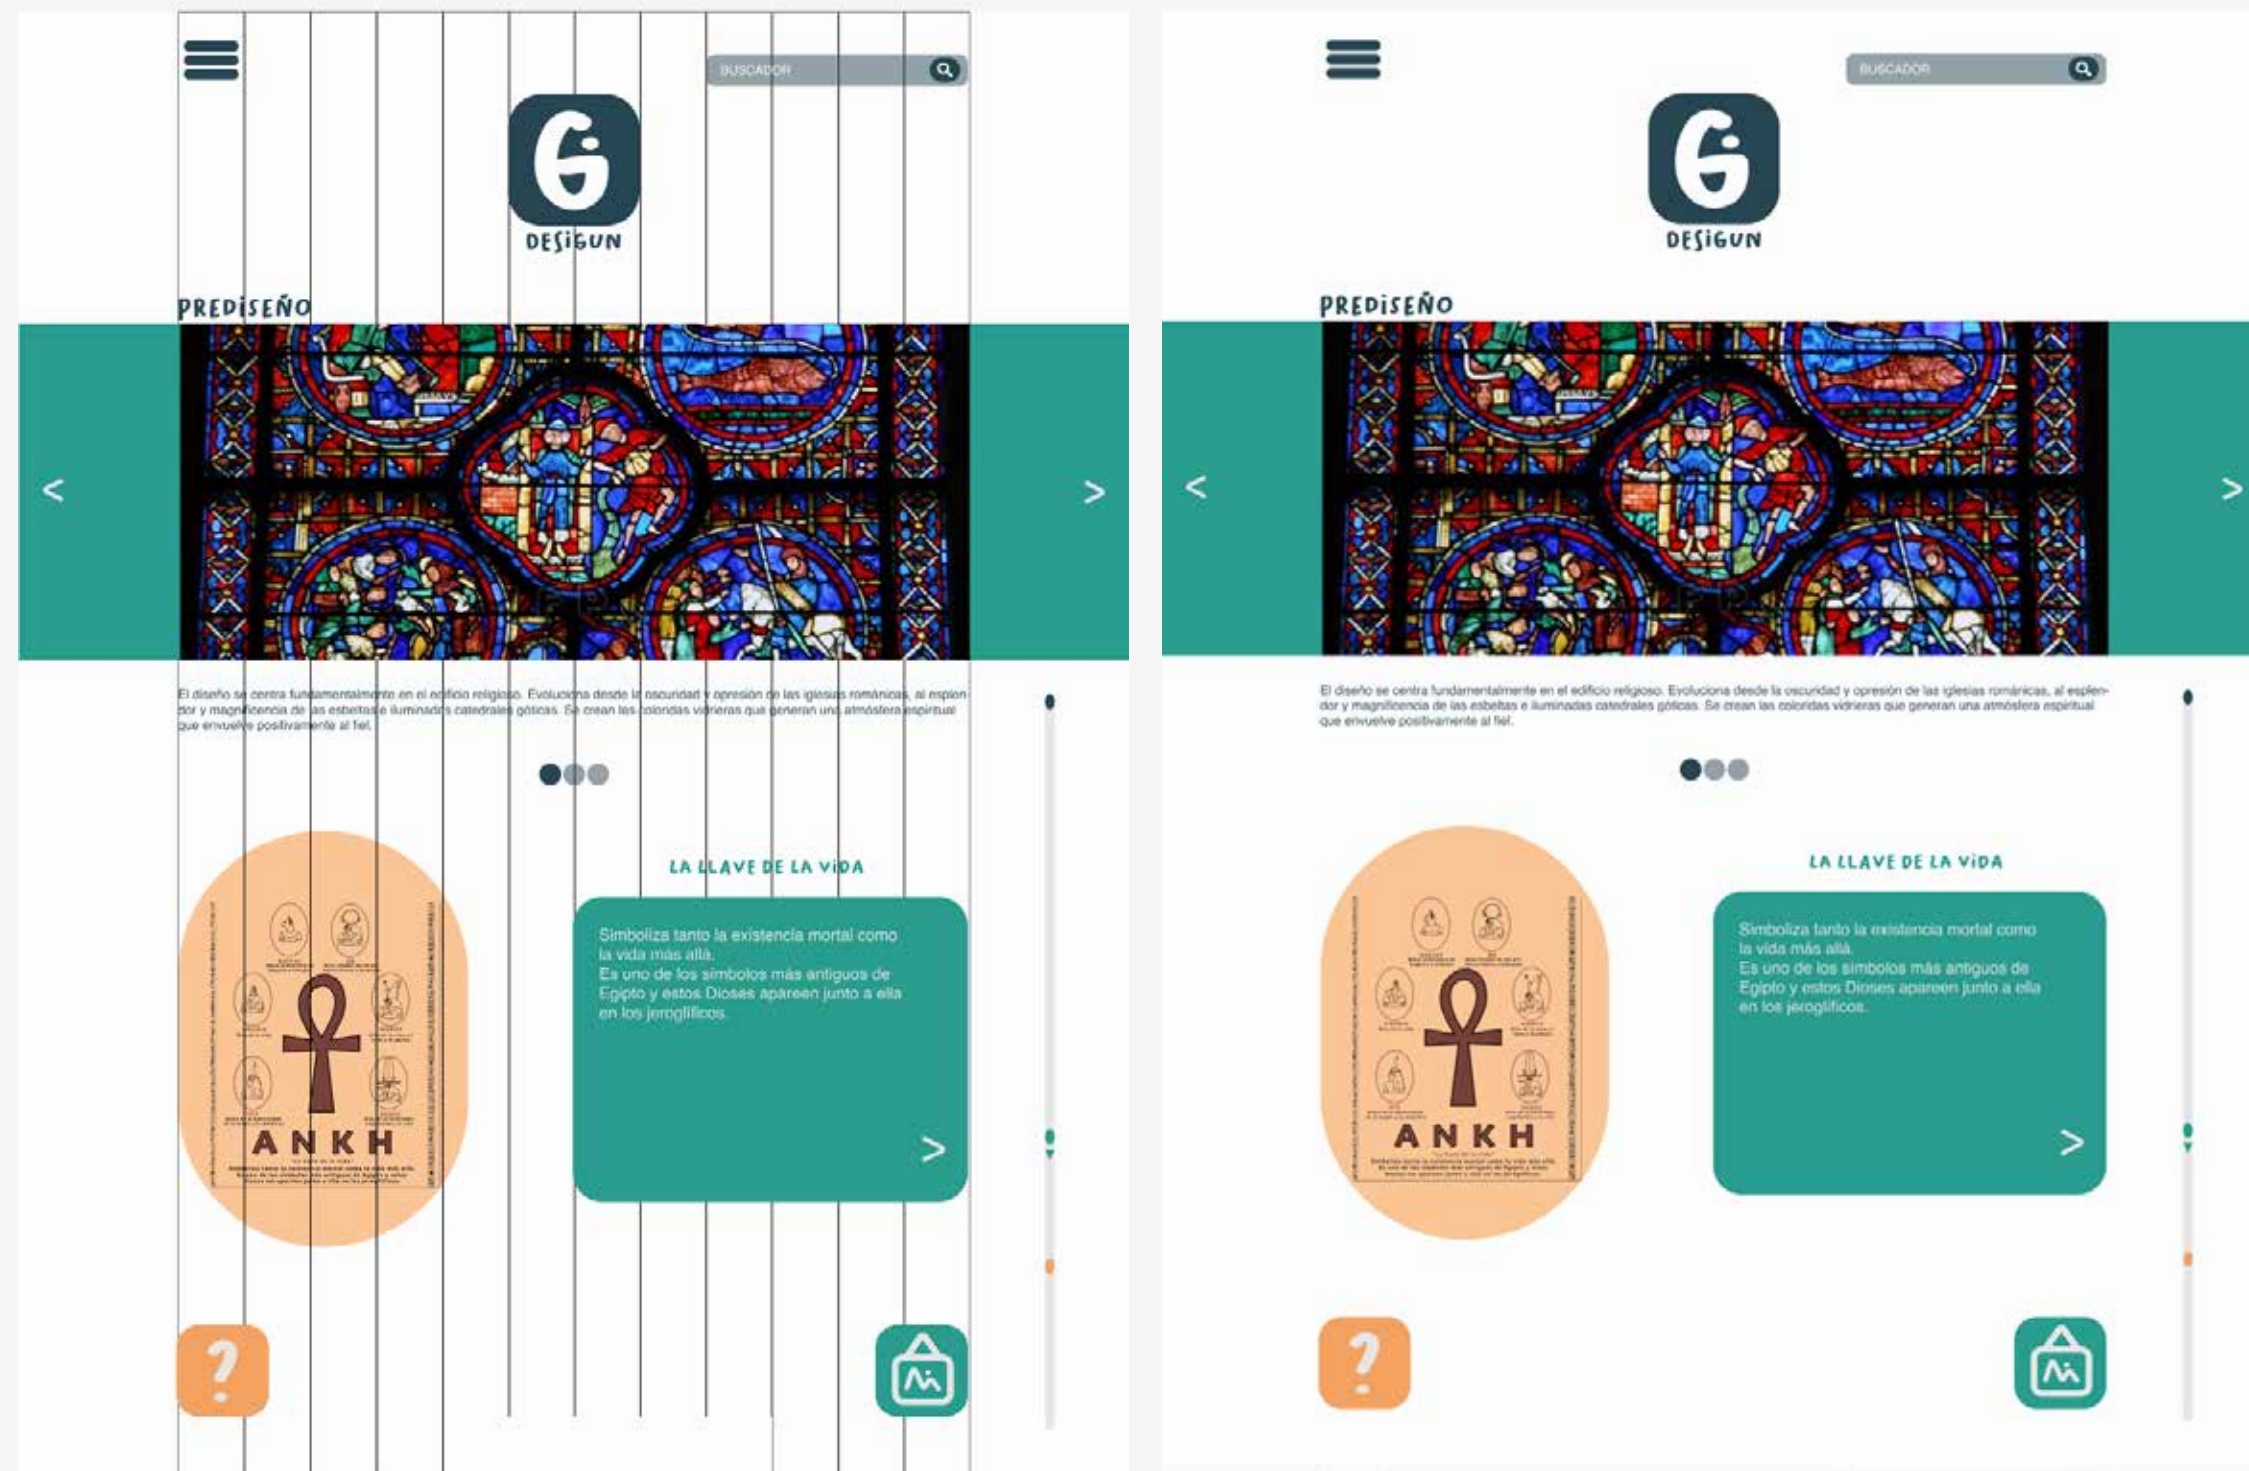 BUSCADOR
DESiGUN
PREDiSEÑO
<
>
El diseño se centra fundamentalmente en el edificio religioso. Evoluciona desde la oscuridad y opresión de las iglesias románicas, al esplen-
dor y magnificencia de las esbeltas e iluminadas catedrales góticas. Se crean las coloridas vidrieras que generan una atmósfera espiritual
que envuelve positivamente al fiel.
LA LLAVE DE LA ViDA
Simboliza tanto la existencia mortal como
la vida más allá.
Es uno de los símbolos más antiguos de
Egipto y estos Dioses apareen junto a ella
en los jeroglíficos.
>
ANKH
?
BUSCADOR
DESiGUN
PREDiSEÑO
<
>
El diseño se centra fundamentalmente en el edificio religioso. Evoluciona desde la oscuridad y opresión de las iglesias románicas, al esplen-
dor y magnificencia de las esbeltas e iluminadas catedrales góticas. Se crean las coloridas vidrieras que generan una atmósfera espiritual
que envuelve positivamente al fiel.
LA LLAVE DE LA ViDA
Simboliza tanto la existencia mortal como
la vida más allá.
Es uno de los símbolos más antiguos de
Egipto y estos Dioses apareen junto a ella
en los jeroglíficos.
>
ANKH
?